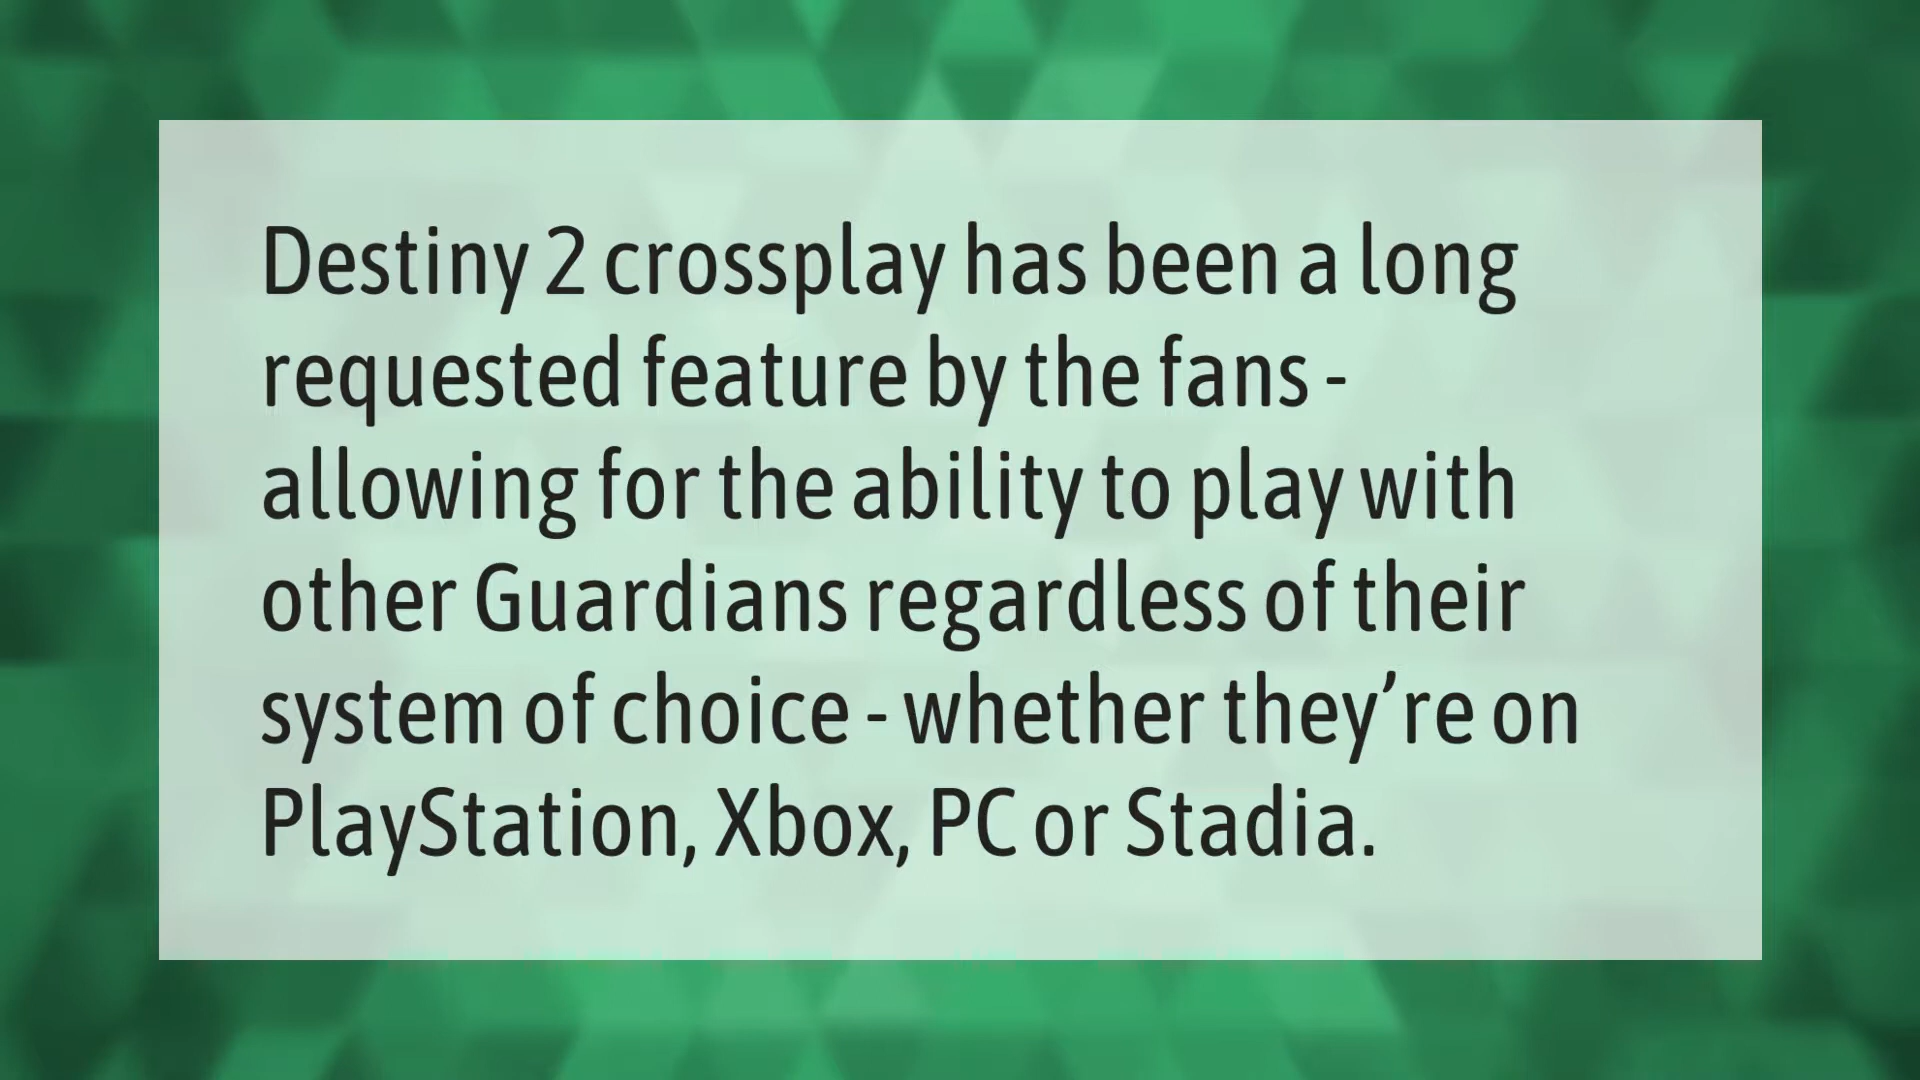 Destiny 2 crossplay has been a long
requested feature by the fans -
allowing for the ability to play with
other Guardians regardless of their
system of choice - whether they’re on
PlayStation, Xbox, PC or Stadia.